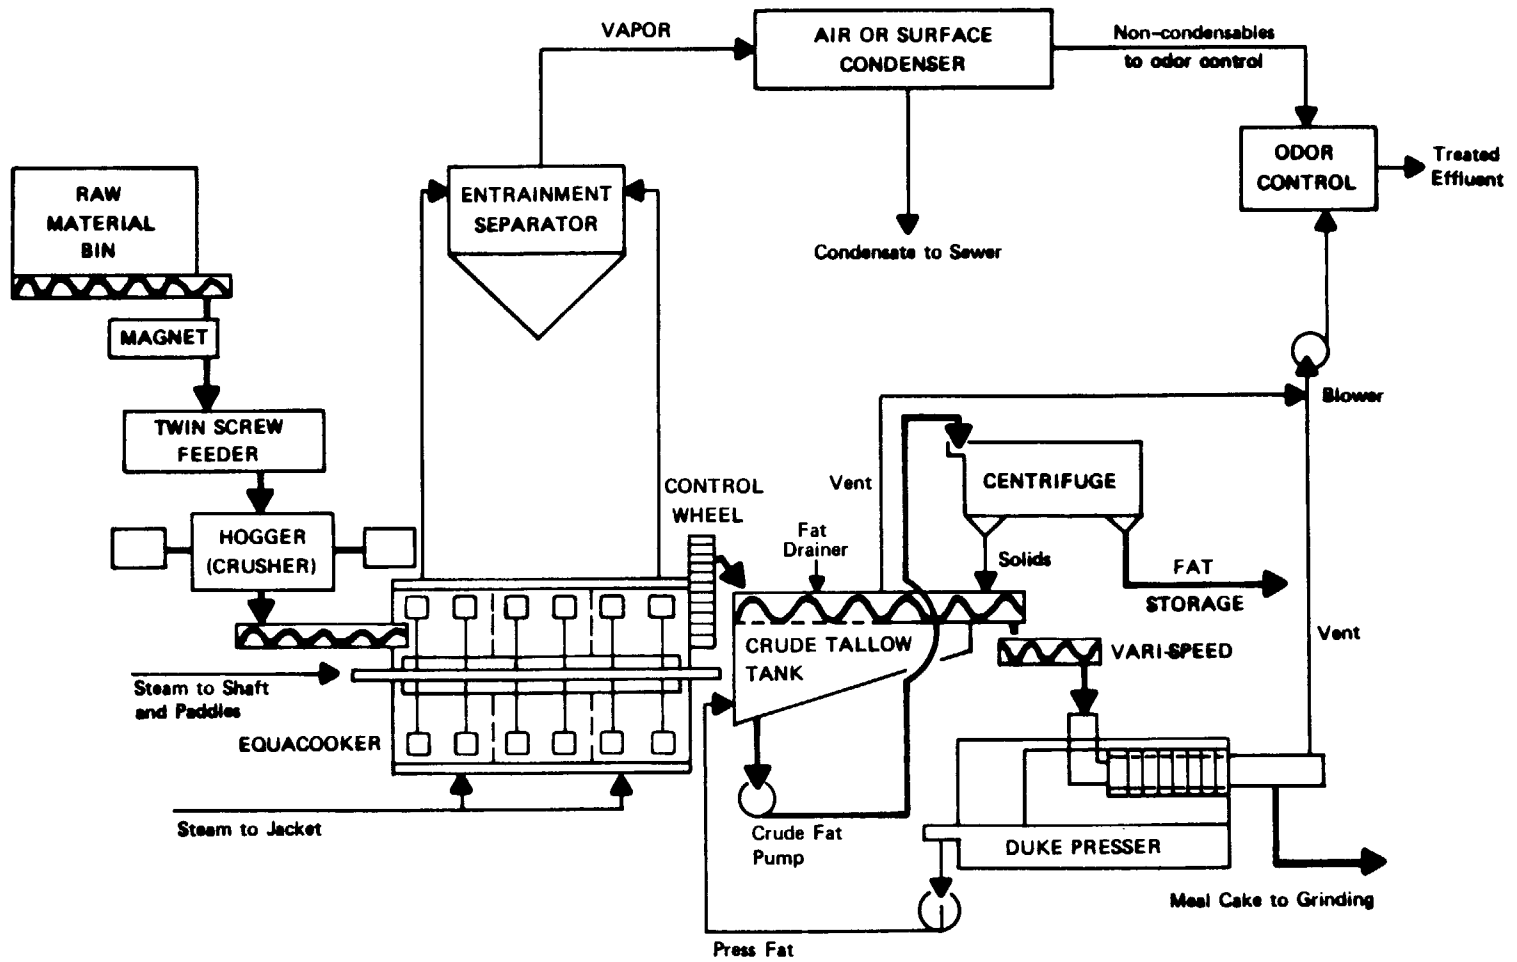 VAPOR
AIR OR SURFACE
CONDENSER
Non-condensables
to odor control
RAW
MATERIAL
BIN
ENTRAINMENT
SEPARATOR
ODOR
CONTROL
Treated
Effluent
Condensate to Sewer
MAGNET
TWIN SCREW
FEEDER
Blower
HOGGER
(CRUSHER)
CONTROL
WHEEL
Vent
CENTRIFUGE
Fat
Drainer
Solids
FAT
STORAGE
Vent
CRUDE TALLOW
TANK
VARI-SPEED
Steam to Shaft
and Paddles
EQUACOOKER
Steam to Jacket
Crude Fat
Pump
DUKE PRESSER
Meal Cake to Grinding
Press Fat